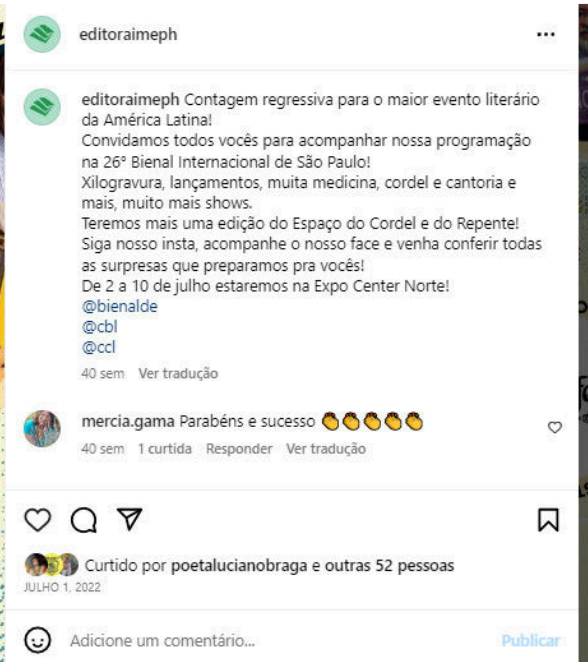 editoraimeph
editoraimeph Contagem regressiva para o maior evento literário
da América Latina!
Convidamos todos vocês para acompanhar nossa programação
na 26° Bienal Internacional de São Paulo!
Xilogravura, lançamentos, muita medicina, cordel e cantoria e
mais, muito mais shows.
Teremos mais uma edição do Espaço do Cordel e do Repente!
Siga nosso insta, acompanhe o nosso face e venha conferir todas
as surpresas que preparamos pra vocês!
De 2 a 10 de julho estaremos na Expo Center Norte!
@bienalde
@cbl
@ccl
40 sem Ver tradução
mercia.gama Parabéns e sucesso 👏👏👏👏👏
40 sem 1 curtida Responder Ver tradução
Curtido por poetalucianobraga e outras 52 pessoas
JULHO 1, 2022
Adicione um comentário... Publicar